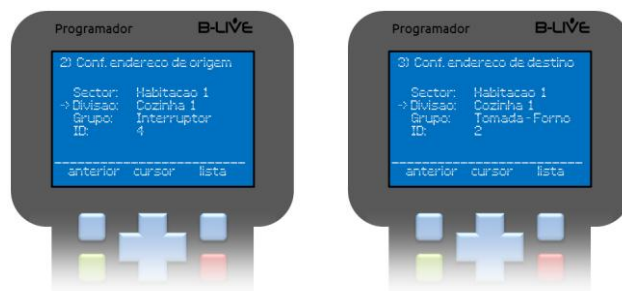 Programador B-LIVE
2) Conf. endereco de origem
Sector: Habitacao 1
-> Divisao: Cozinha 1
Grupo: Interruptor
ID: 4
anterior cursor lista
Programador B-LIVE
3) Conf. endereco de destino
Sector: Habitacao 1
-> Divisao: Cozinha 1
Grupo: Tomada-Forno
ID: 2
anterior cursor lista